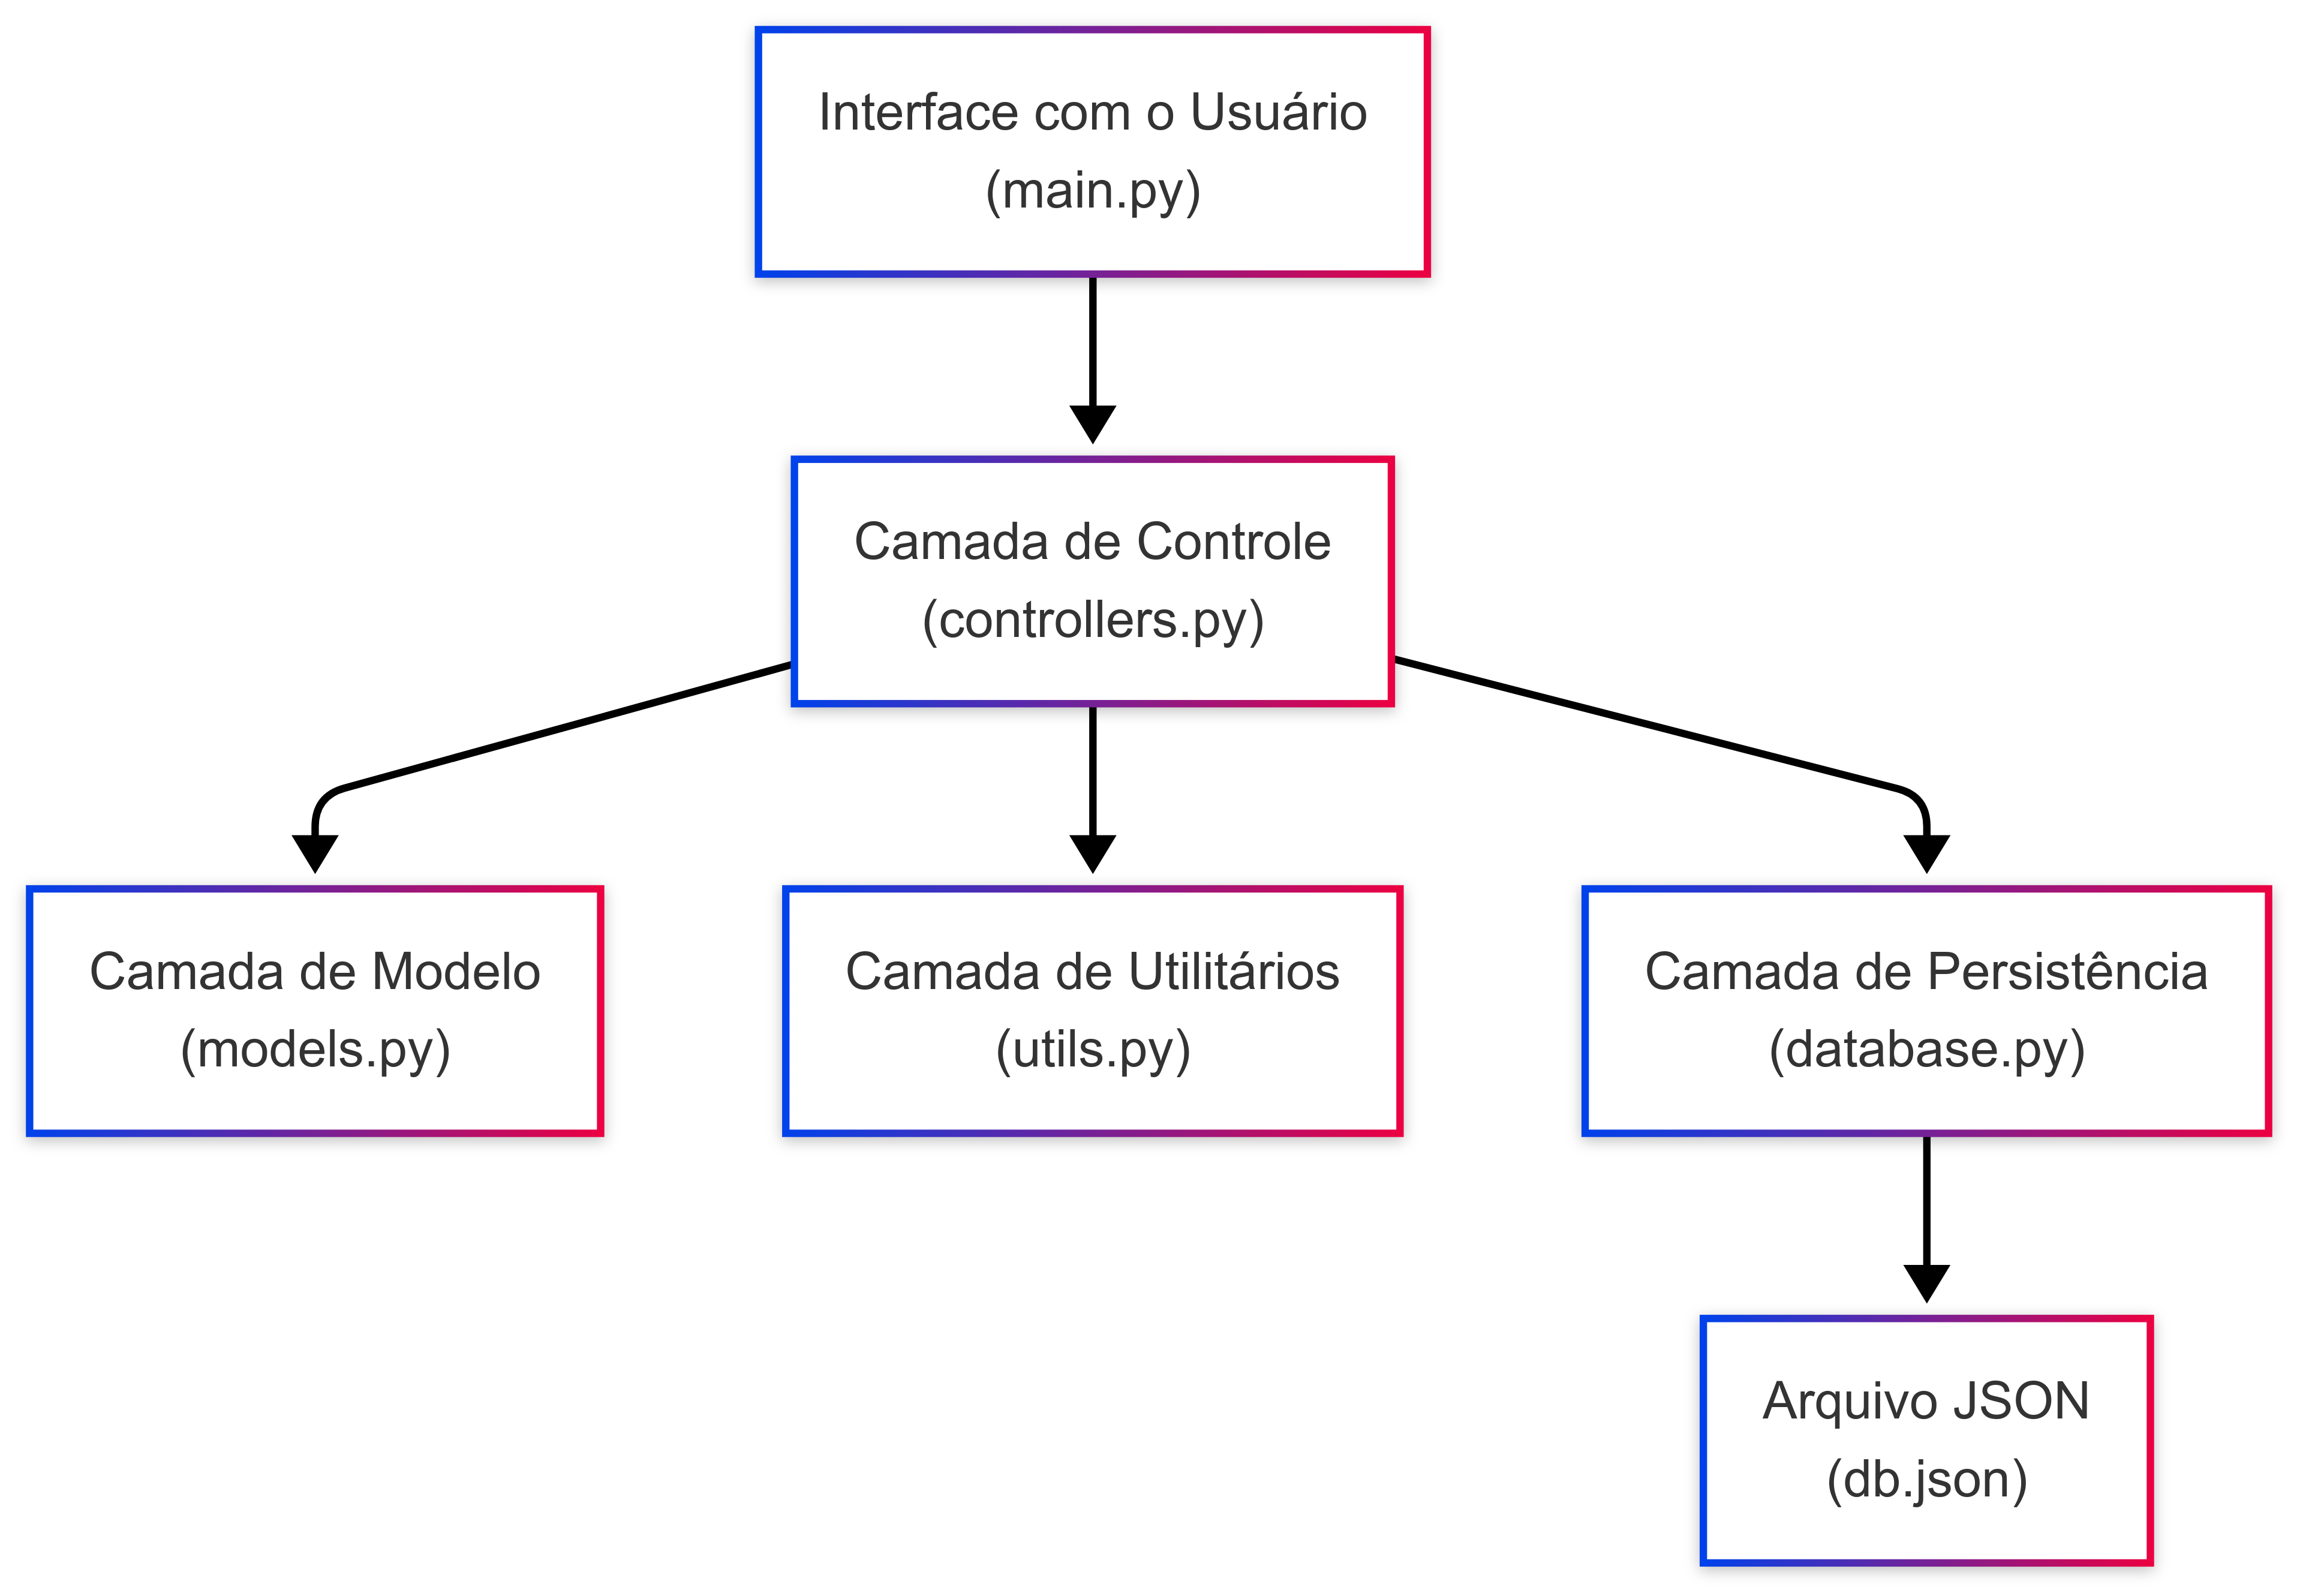 Interface com o Usuário
(main.py)
Camada de Controle
(controllers.py)
Camada de Modelo
(models.py)
Camada de Utilitários
(utils.py)
Camada de Persistência
(database.py)
Arquivo JSON
(db.json)